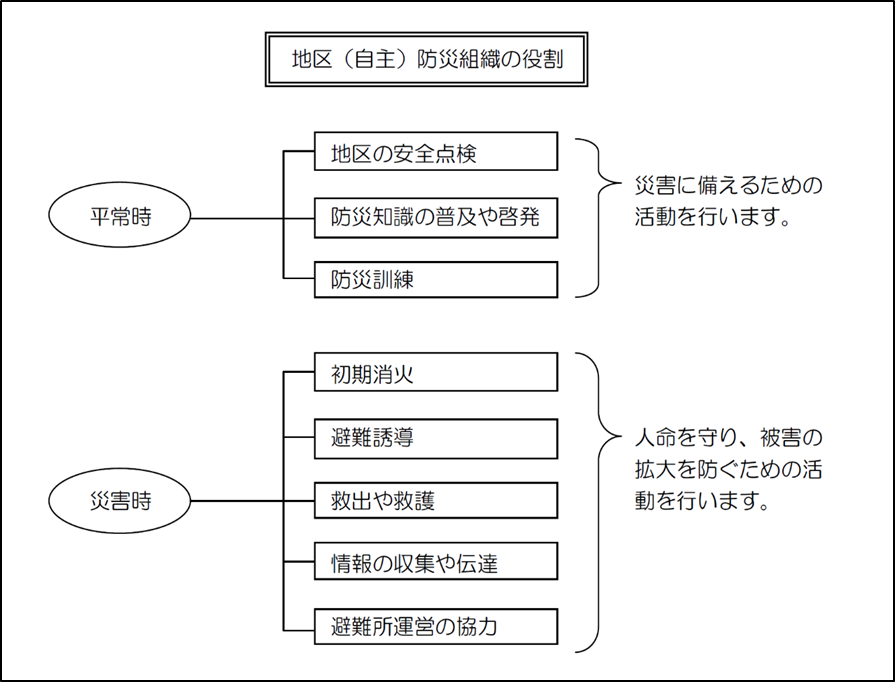 地区（自主）防災組織の役割
平常時
地区の安全点検
防災知識の普及や啓発
防災訓練
災害に備えるための
活動を行います。
災害時
初期消火
避難誘導
救出や救護
情報の収集や伝達
避難所運営の協力
人命を守り、被害の
拡大を防ぐための活
動を行います。